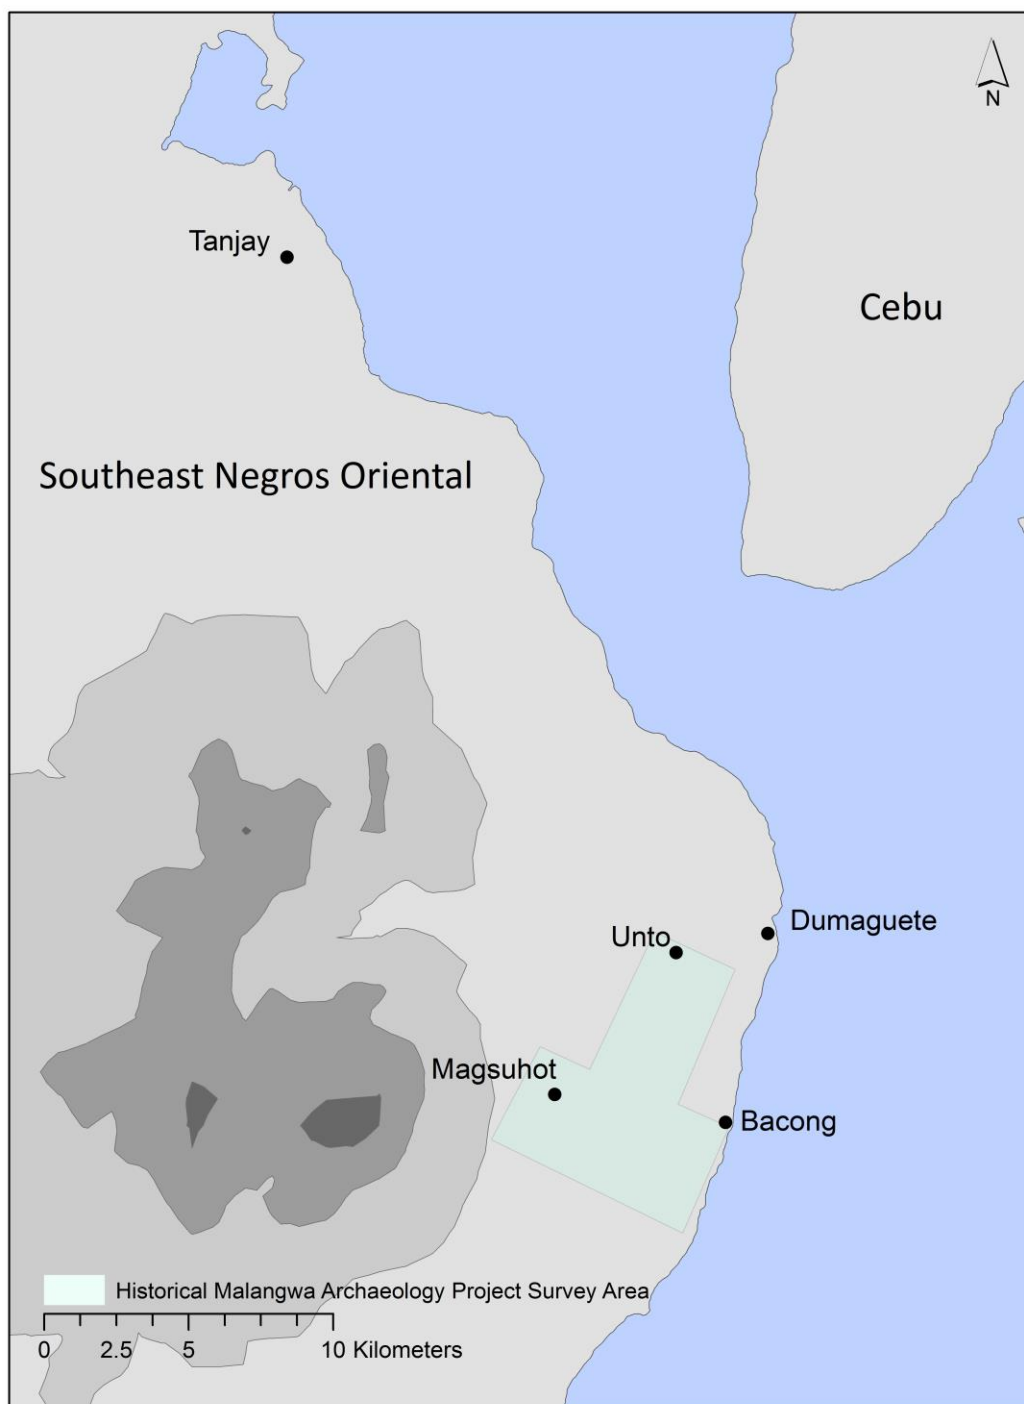 N
Tanjay
Cebu
Southeast Negros Oriental
Dumaguete
Unto
Magsuhot
Bacong
Historical Malangwa Archaeology Project Survey Area
0 2.5 5 10 Kilometers